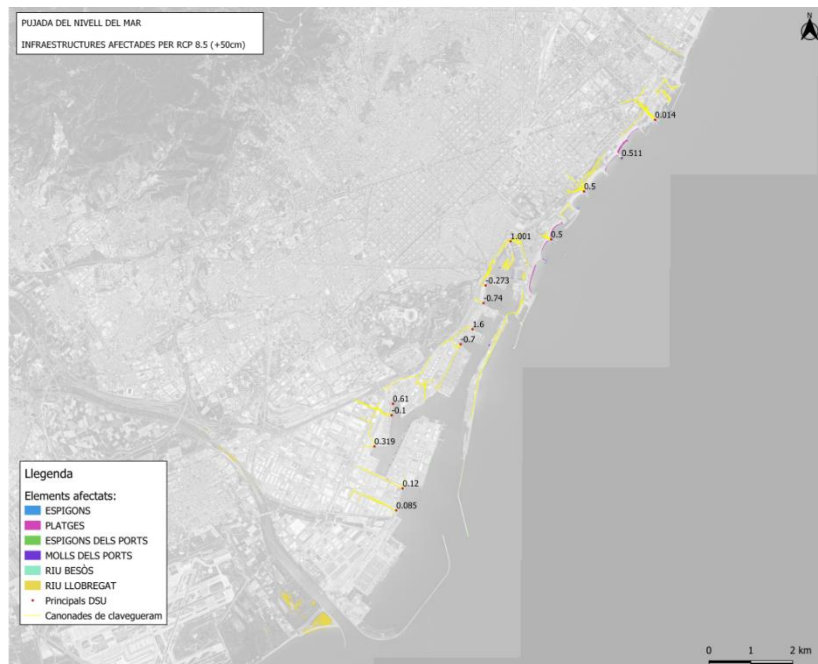 PUJADA DEL NIVELL DEL MAR
INFRAESTRUCTURES AFECTADES PER RCP 8.5 (+50cm)
N
0.014
0.511
0.5
0.5
1.001
-0.273
-0.74
1.6
-0.7
0.61
-0.1
0.319
0.12
0.085
Llegenda
Elements afectats:
ESPIGONS
PLATGES
ESPIGONS DELS PORTS
MOLLS DELS PORTS
RIU BESÒS
RIU LLOBREGAT
Principals DSU
Canonades de clavegueram
0 1 2 km